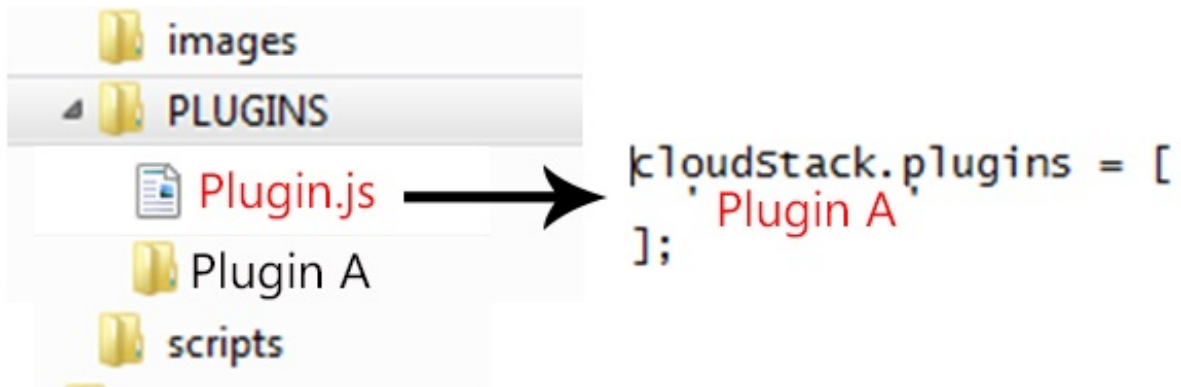 images
PLUGINS
Plugin.js
Plugin A
scripts
cloudStack.plugins = [
' Plugin A '
];